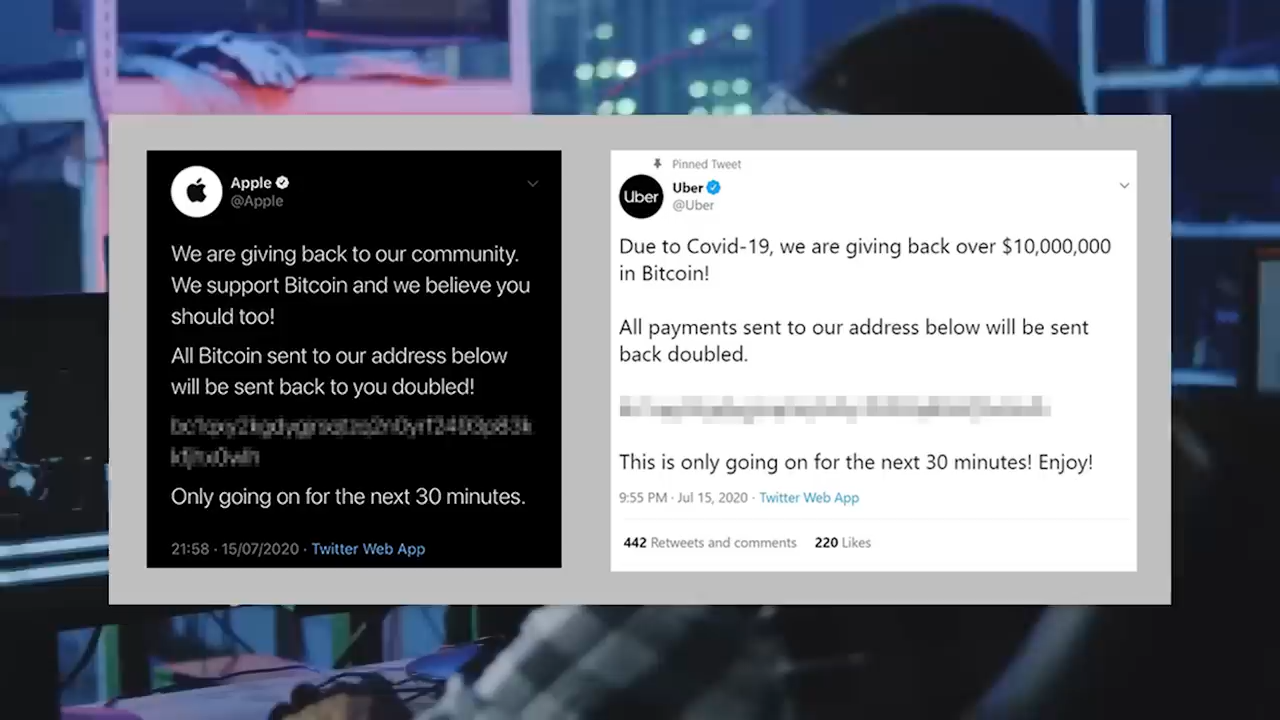 Apple
@Apple
We are giving back to our community.
We support Bitcoin and we believe you
should too!
All Bitcoin sent to our address below
will be sent back to you doubled!
Only going on for the next 30 minutes.
21:58 · 15/07/2020 · Twitter Web App
Pinned Tweet
Uber
Uber
@Uber
Due to Covid-19, we are giving back over $10,000,000
in Bitcoin!
All payments sent to our address below will be sent
back doubled.
This is only going on for the next 30 minutes! Enjoy!
9:55 PM · Jul 15, 2020 · Twitter Web App
442 Retweets and comments 220 Likes